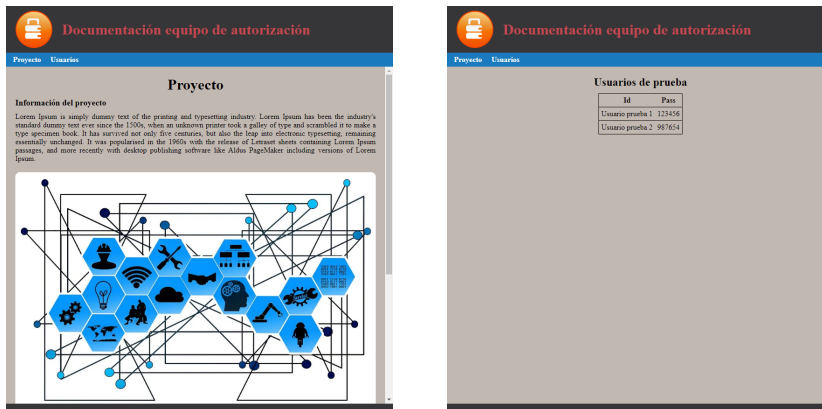 Documentación equipo de autorización
Proyecto Usuarios
Proyecto
Información del proyecto
Lorem Ipsum is simply dummy text of the printing and typesetting industry. Lorem Ipsum has been the industry's
standard dummy text ever since the 1500s, when an unknown printer took a galley of type and scrambled it to make a
type specimen book. It has survived not only five centuries, but also the leap into electronic typesetting, remaining
essentially unchanged. It was popularised in the 1960s with the release of Letraset sheets containing Lorem Ipsum
passages, and more recently with desktop publishing software like Aldus PageMaker including versions of Lorem
Ipsum.
Documentación equipo de autorización
Proyecto Usuarios
Usuarios de prueba
Id Pass
Usuario prueba 1 123456
Usuario prueba 2 987654